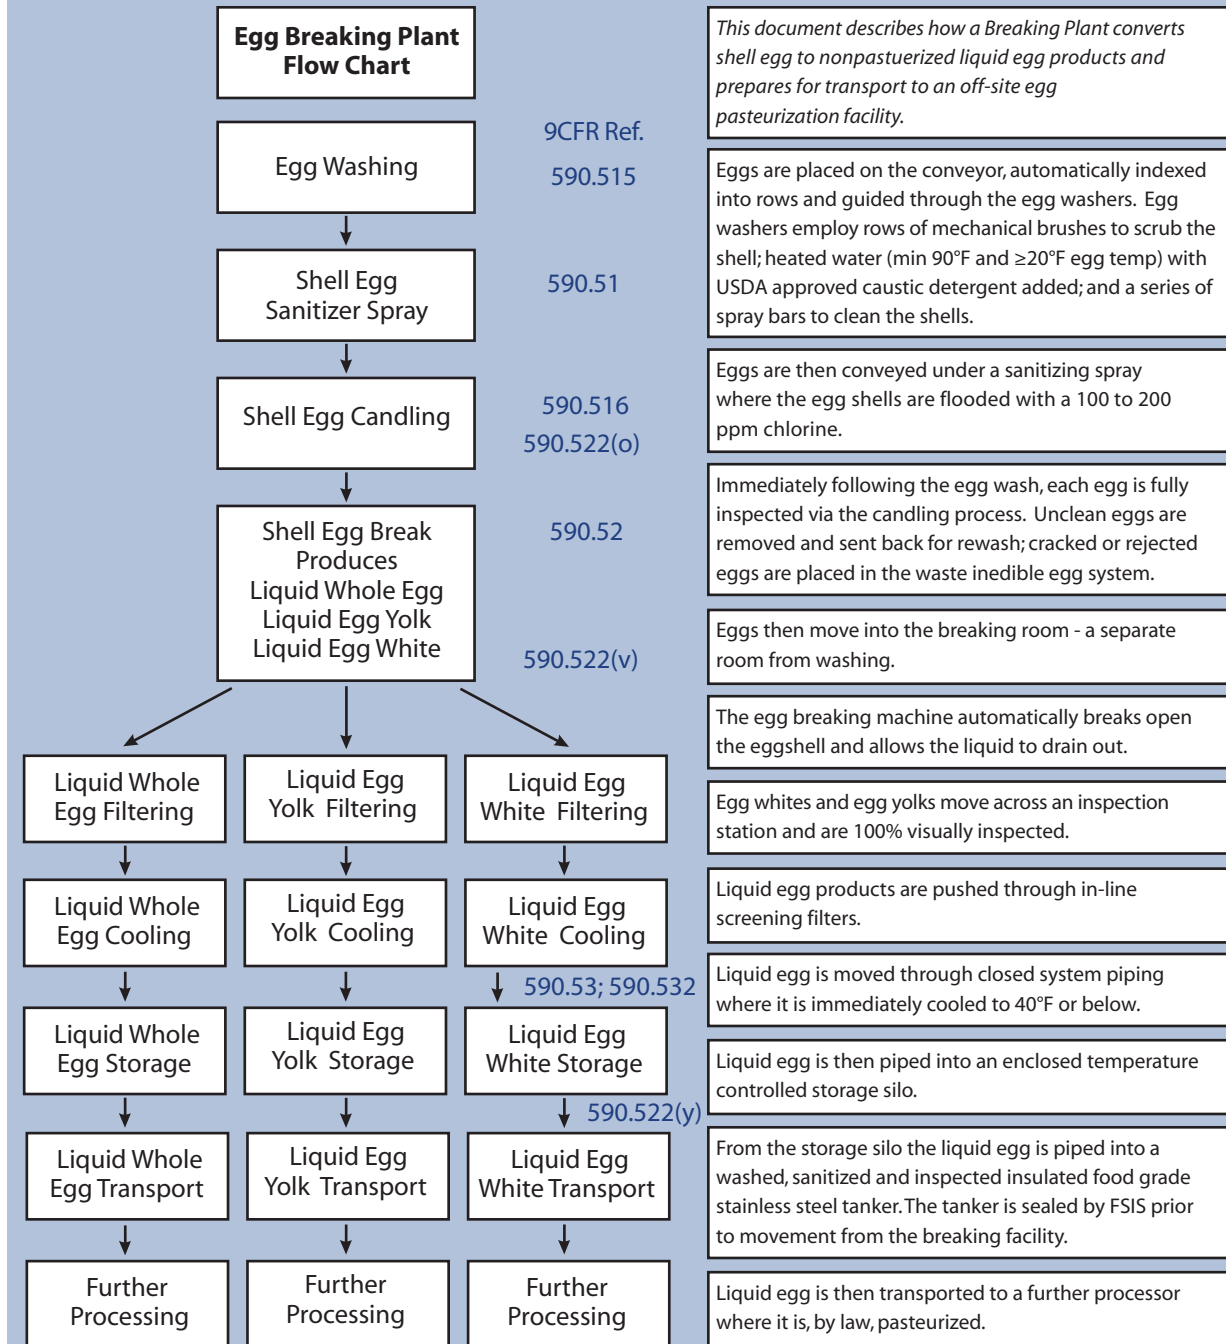 Egg Breaking Plant
Flow Chart
This document describes how a Breaking Plant converts
shell egg to nonpastuerized liquid egg products and
prepares for transport to an off-site egg
pasteurization facility.
9CFR Ref.
Egg Washing
590.515
Eggs are placed on the conveyor, automatically indexed
into rows and guided through the egg washers. Egg
washers employ rows of mechanical brushes to scrub the
shell; heated water (min 90°F and ≥20°F egg temp) with
USDA approved caustic detergent added; and a series of
spray bars to clean the shells.
Shell Egg
Sanitizer Spray
590.51
Eggs are then conveyed under a sanitizing spray
where the egg shells are flooded with a 100 to 200
ppm chlorine.
Shell Egg Candling
590.516
590.522(o)
Immediately following the egg wash, each egg is fully
inspected via the candling process. Unclean eggs are
removed and sent back for rewash; cracked or rejected
eggs are placed in the waste inedible egg system.
Shell Egg Break
Produces
Liquid Whole Egg
Liquid Egg Yolk
Liquid Egg White
590.52
590.522(v)
Eggs then move into the breaking room - a separate
room from washing.
The egg breaking machine automatically breaks open
the eggshell and allows the liquid to drain out.
Liquid Whole
Egg Filtering
Liquid Egg
Yolk Filtering
Liquid Egg
White Filtering
Egg whites and egg yolks move across an inspection
station and are 100% visually inspected.
Liquid Whole
Egg Cooling
Liquid Egg
Yolk Cooling
Liquid Egg
White Cooling
Liquid egg products are pushed through in-line
screening filters.
590.53; 590.532
Liquid egg is moved through closed system piping
where it is immediately cooled to 40°F or below.
Liquid Whole
Egg Storage
Liquid Egg
Yolk Storage
Liquid Egg
White Storage
Liquid egg is then piped into an enclosed temperature
controlled storage silo.
590.522(y)
Liquid Whole
Egg Transport
Liquid Egg
Yolk Transport
Liquid Egg
White Transport
From the storage silo the liquid egg is piped into a
washed, sanitized and inspected insulated food grade
stainless steel tanker. The tanker is sealed by FSIS prior
to movement from the breaking facility.
Further
Processing
Further
Processing
Further
Processing
Liquid egg is then transported to a further processor
where it is, by law, pasteurized.